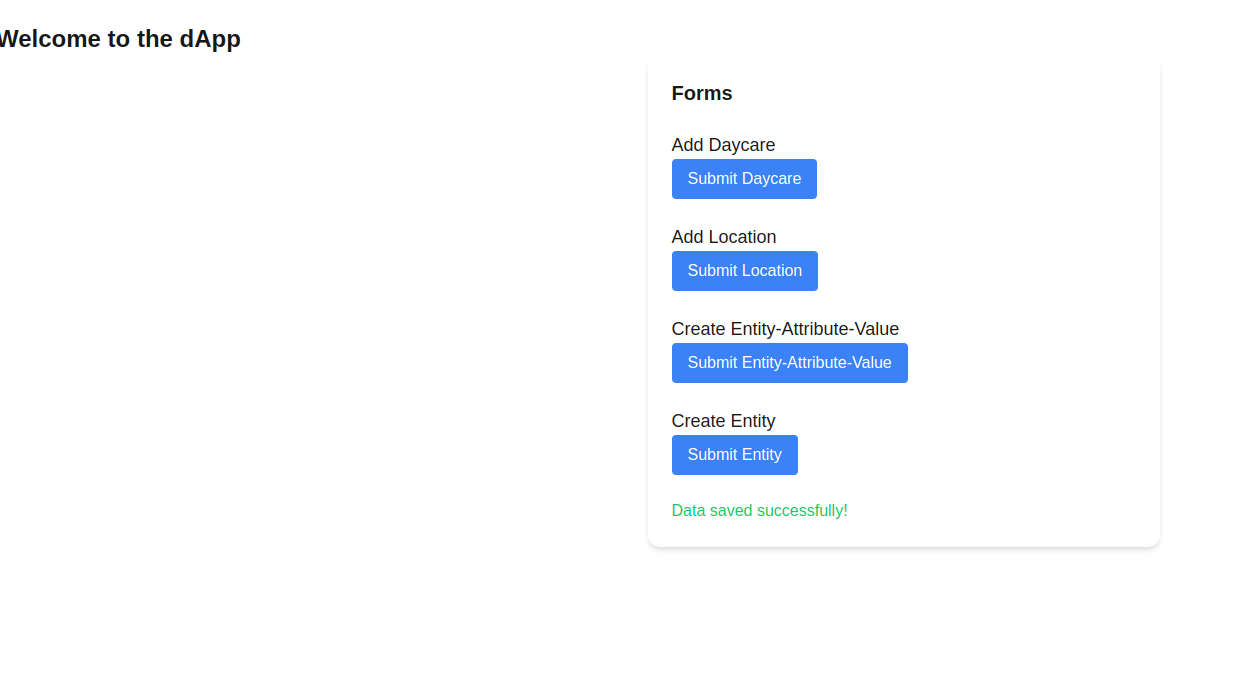 Welcome to the dApp
Forms
Add Daycare
Submit Daycare
Add Location
Submit Location
Create Entity-Attribute-Value
Submit Entity-Attribute-Value
Create Entity
Submit Entity
Data saved successfully!